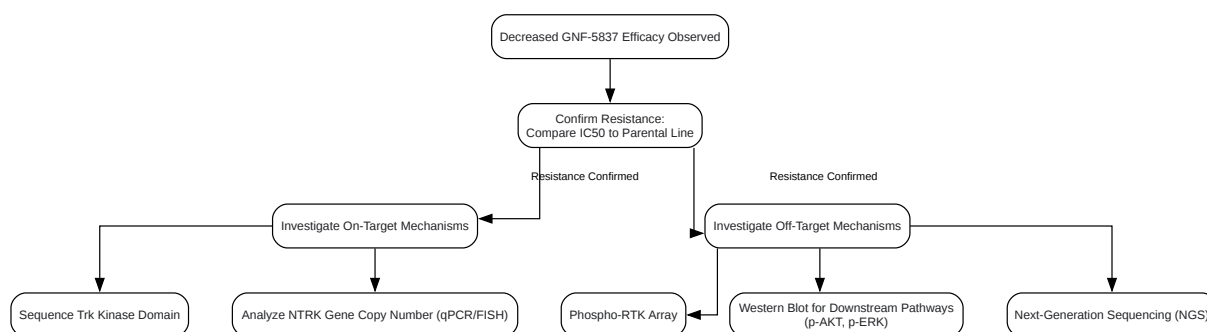 Decreased GNF-5837 Efficacy Observed
Confirm Resistance:
Compare IC50 to Parental Line
Resistance Confirmed
Resistance Confirmed
Investigate On-Target Mechanisms
Investigate Off-Target Mechanisms
Sequence Trk Kinase Domain
Analyze NTRK Gene Copy Number (qPCR/FISH)
Phospho-RTK Array
Western Blot for Downstream Pathways
(p-AKT, p-ERK)
Next-Generation Sequencing (NGS)